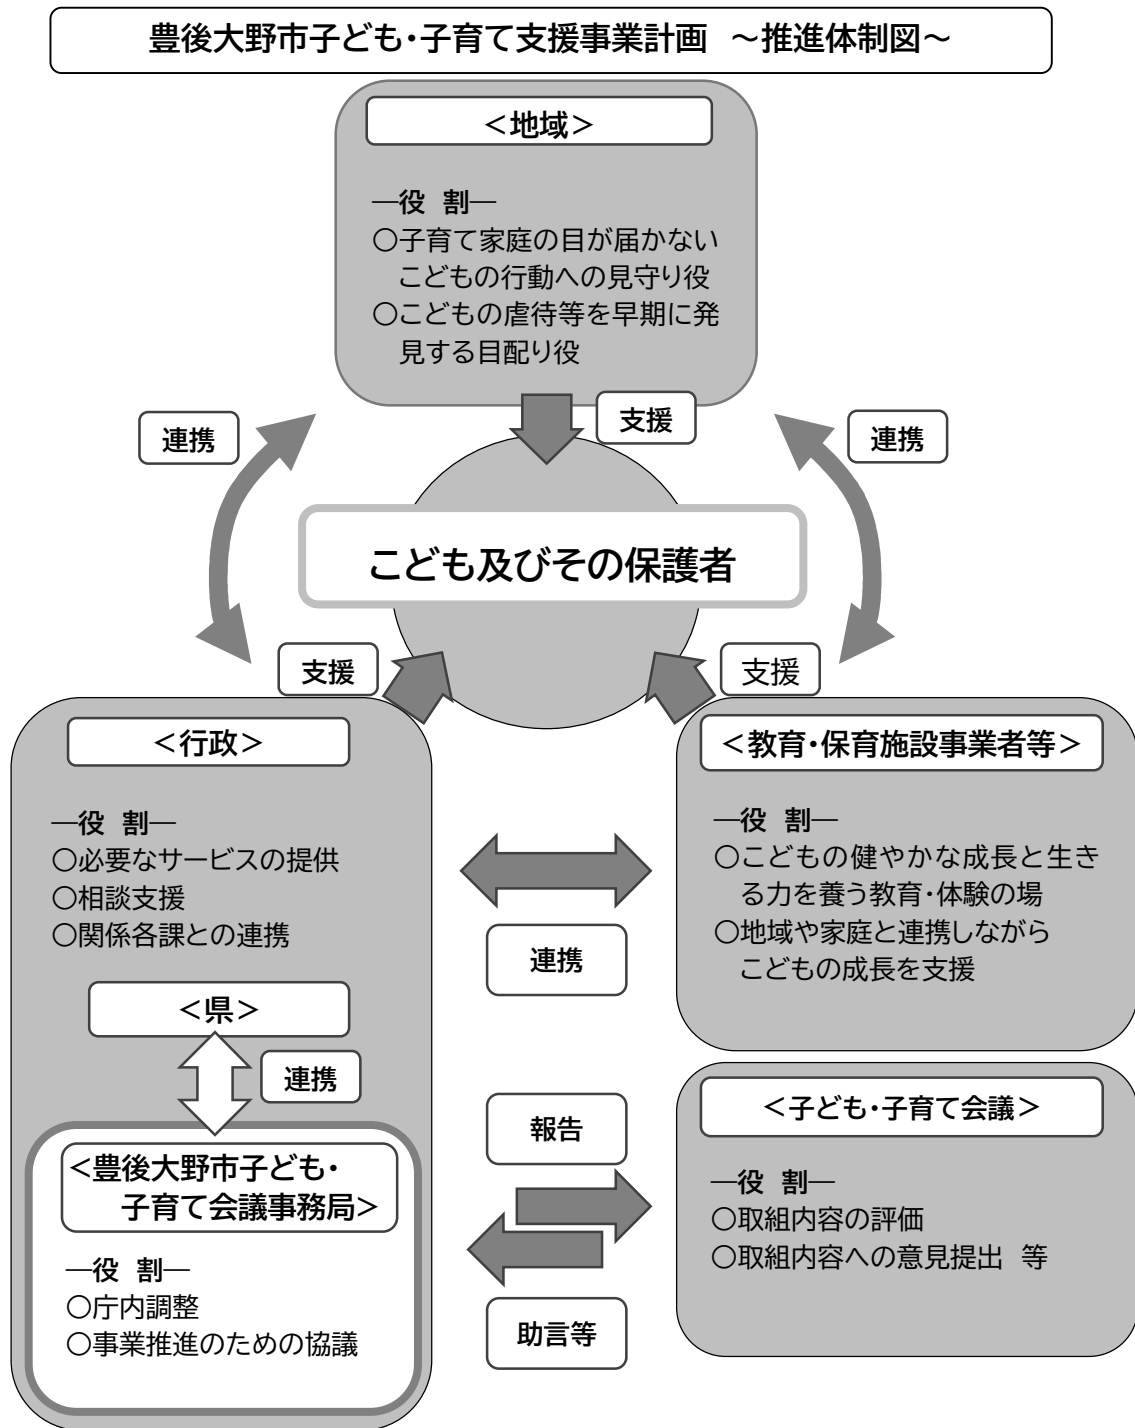 豊後大野市子ども・子育て支援事業計画　～推進体制図～
＜地域＞
―役　割―
○子育て家庭の目が届かない
こどもの行動への見守り役
○こどもの虐待等を早期に発
見する目配り役
連携
支援
連携
こども及びその保護者
支援
支援
＜行政＞
―役　割―
○必要なサービスの提供
○相談支援
○関係各課との連携
＜県＞
連携
＜豊後大野市子ども・
子育て会議事務局＞
―役　割―
○庁内調整
○事業推進のための協議
連携
報告
助言等
＜教育・保育施設事業者等＞
―役　割―
○こどもの健やかな成長と生き
る力を養う教育・体験の場
○地域や家庭と連携しながら
こどもの成長を支援
＜子ども・子育て会議＞
―役　割―
○取組内容の評価
○取組内容への意見提出　等